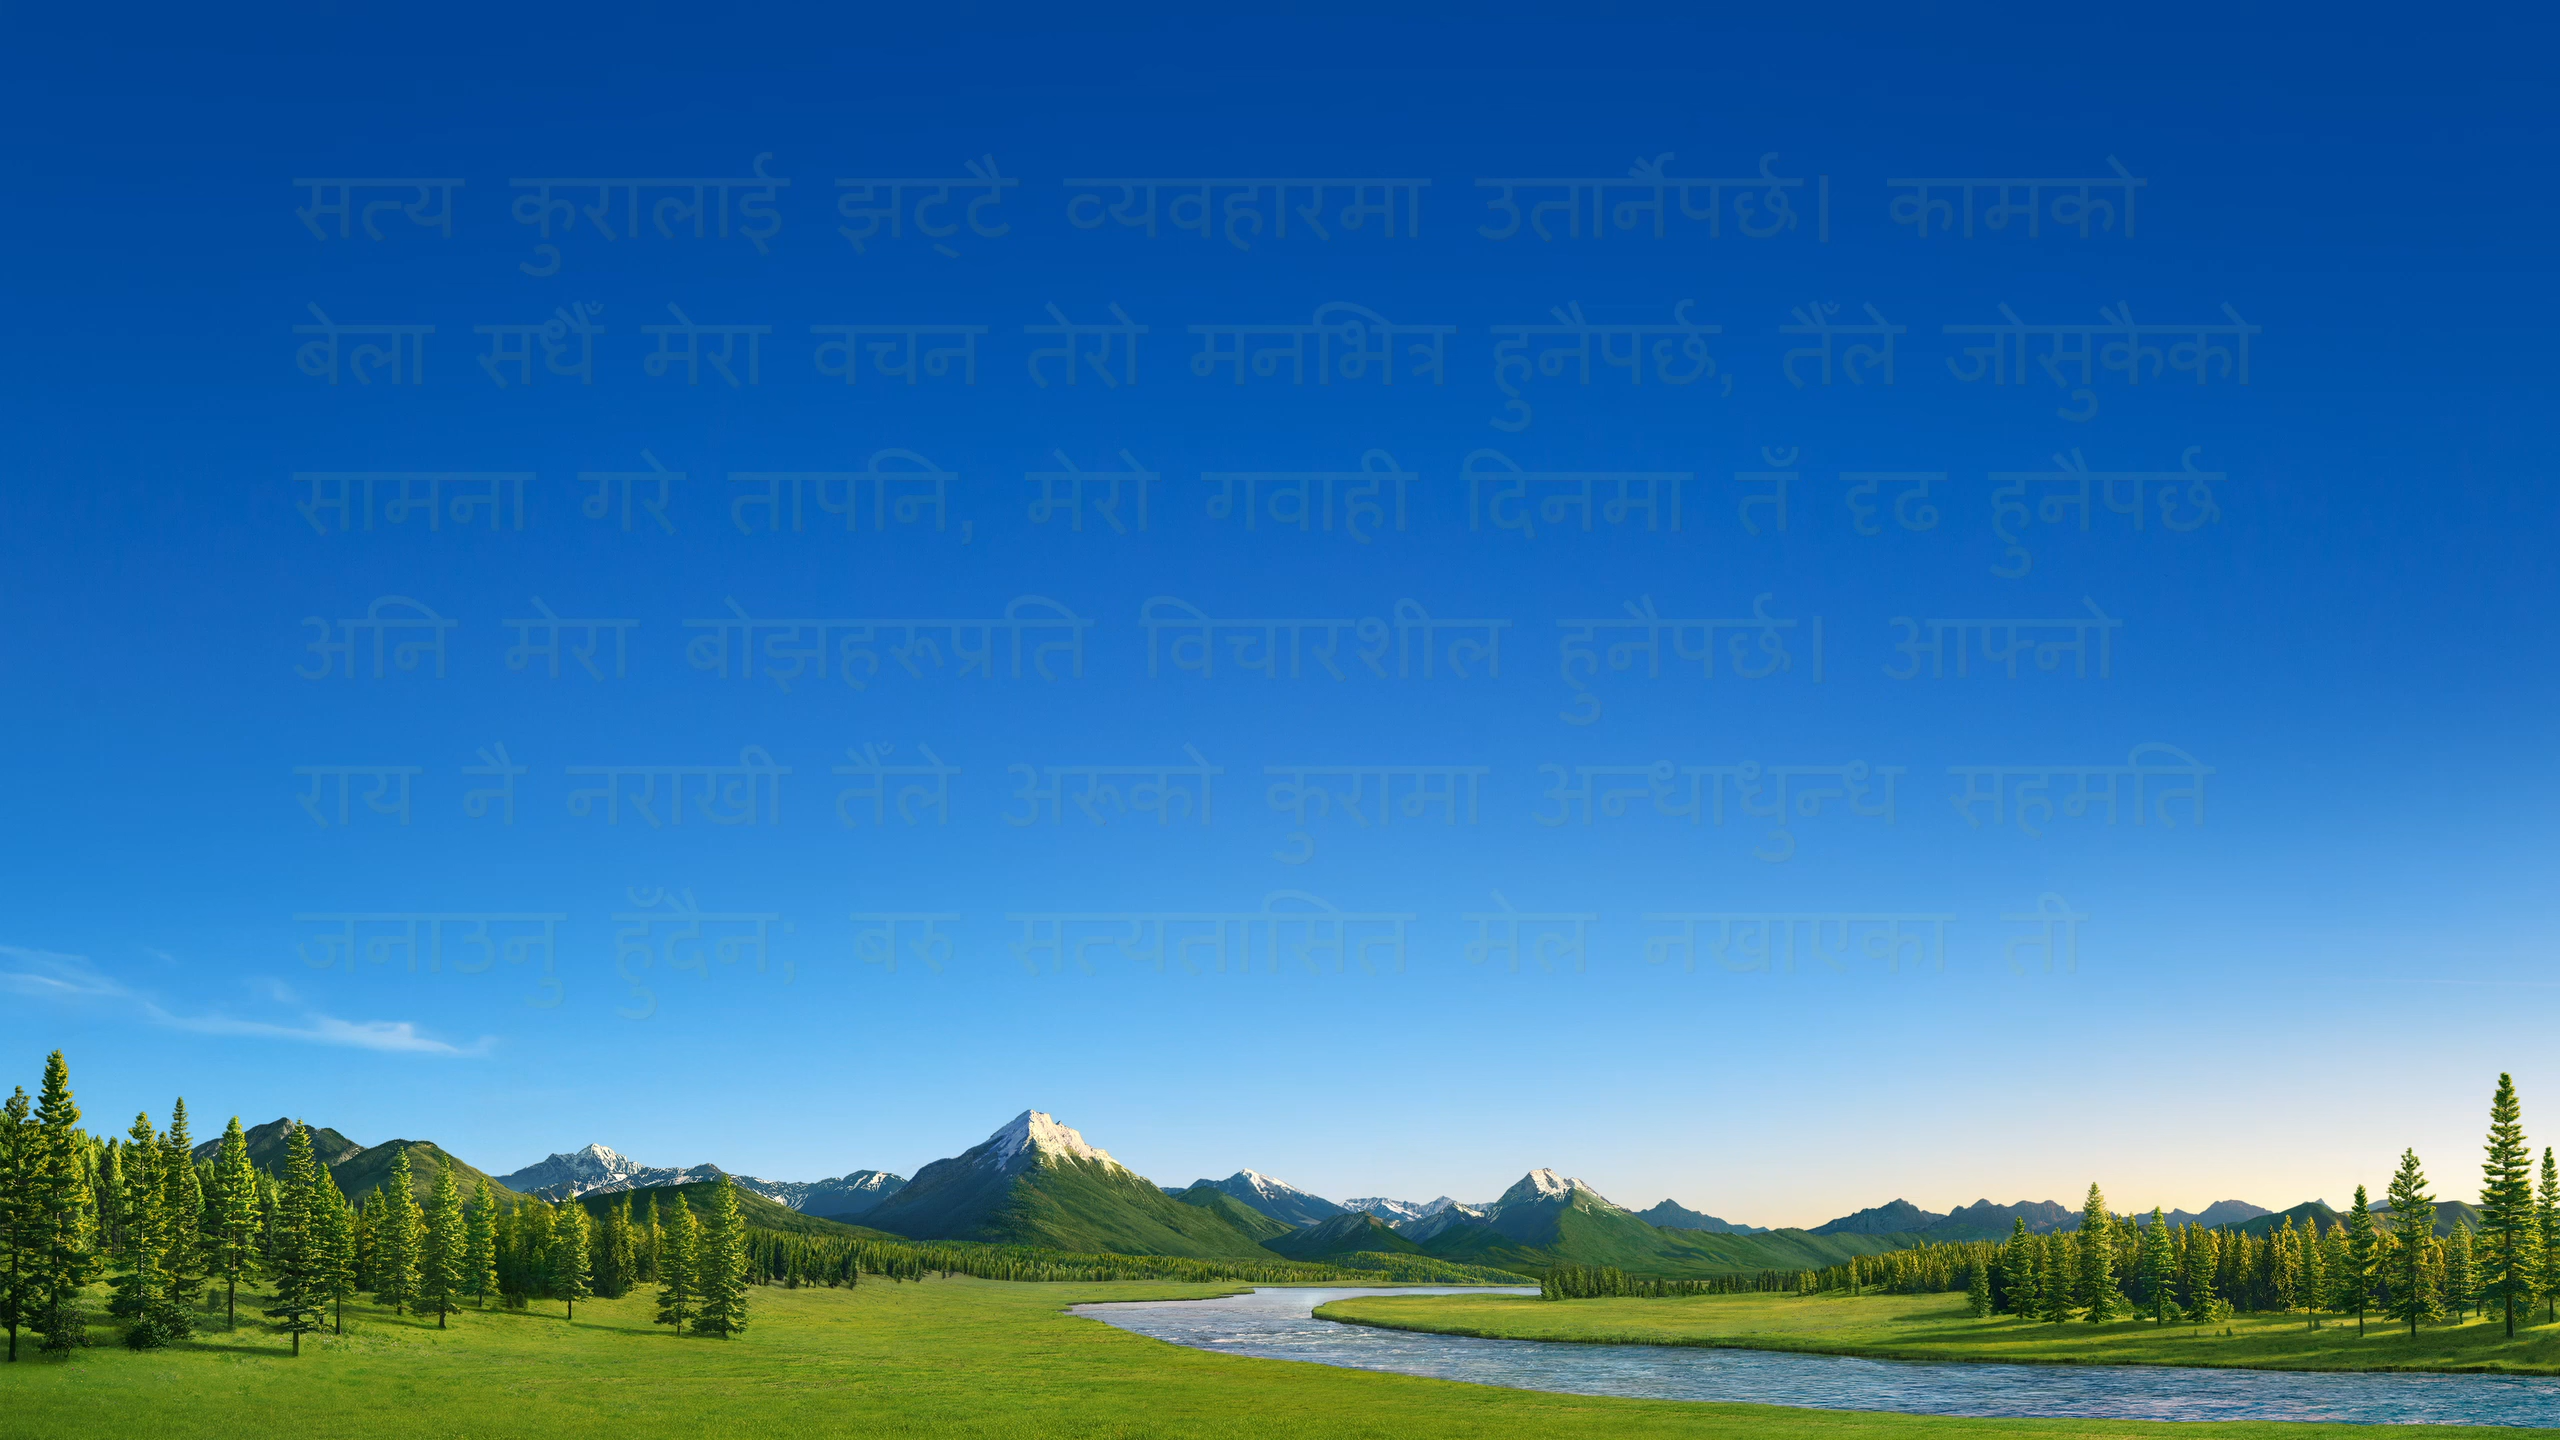 सत्य कुरालाई झट्टै व्यवहारमा उतार्नैपर्छ। कामको
बेला सधैँ मेरा वचन तेरो मनभित्र हुनैपर्छ, तैँले जोसुकैको
सामना गरे तापनि, मेरो गवाही दिनमा तँ दृढ हुनैपर्छ
अनि मेरा बोझहरूप्रति विचारशील हुनैपर्छ। आफ्नो
राय नै नराखी तैँले अरूको कुरामा अन्धाधुन्ध सहमति
जनाउनु हुँदैन; बरु सत्यतासित मेल नखाएका ती